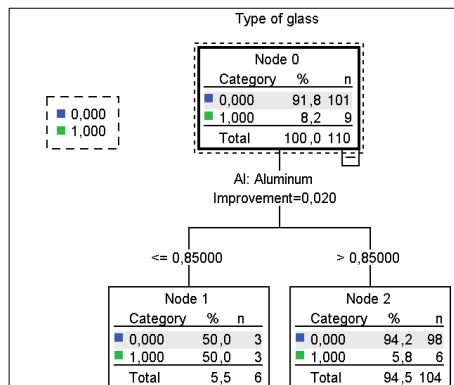 Type of glass
Node 0
Category % n
0,000 91,8 101
1,000 8,2 9
Total 100,0 110
0,000
1,000
Al: Aluminum
Improvement=0,020
<= 0,85000
> 0,85000
Node 1
Category % n
0,000 50,0 3
1,000 50,0 3
Total 5,5 6
Node 2
Category % n
0,000 94,2 98
1,000 5,8 6
Total 94,5 104